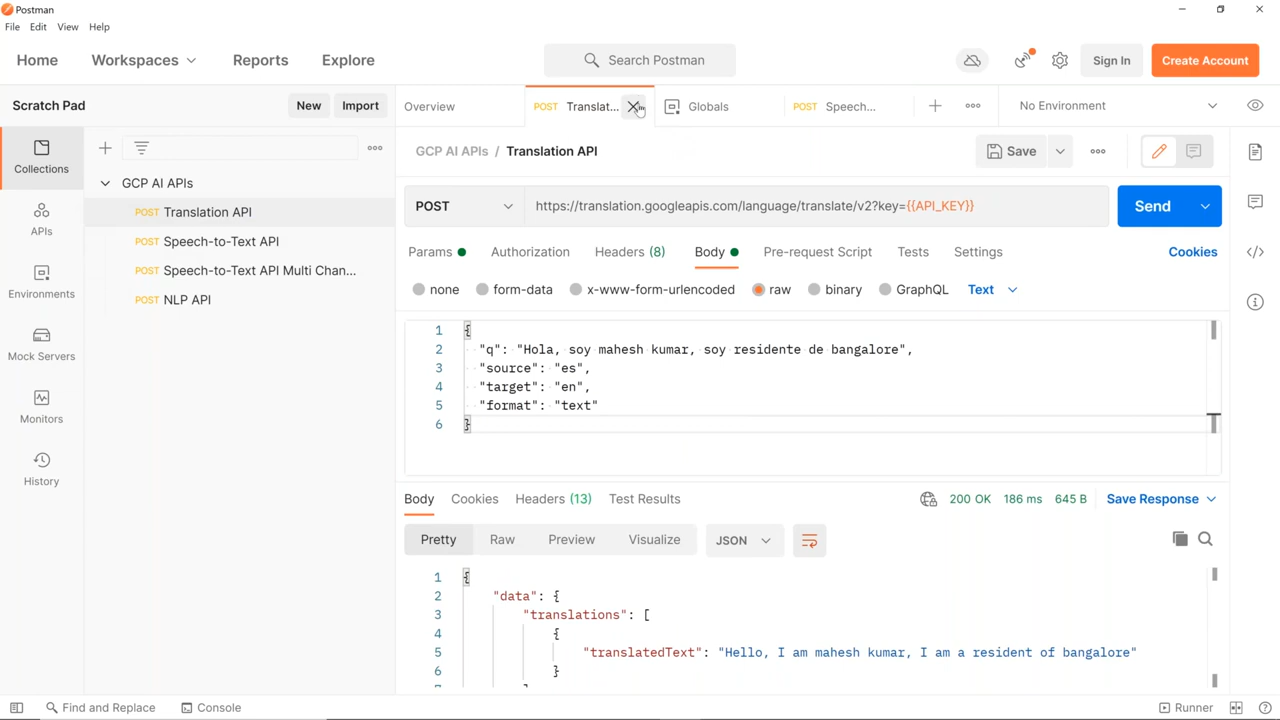 Postman
File Edit View Help
Home Workspaces Reports Explore Search Postman Sign In Create Account
Scratch Pad New Import
Overview POST Translat... Globals POST Speech... No Environment
Collections
APIs
Environments
Mock Servers
Monitors
History
GCP AI APIs
POST Translation API
POST Speech-to-Text API
POST Speech-to-Text API Multi Chan...
POST NLP API
GCP AI APIs / Translation API Save
POST https://translation.googleapis.com/language/translate/v2?key={{API_KEY}} Send
Params Authorization Headers (8) Body Pre-request Script Tests Settings Cookies
none form-data x-www-form-urlencoded raw binary GraphQL Text
1 {
2 "q": "Hola, soy mahesh kumar, soy residente de bangalore",
3 "source": "es",
4 "target": "en",
5 "format": "text"
6 }
Body Cookies Headers (13) Test Results 200 OK 186 ms 645 B Save Response
Pretty Raw Preview Visualize JSON
1 {
2 "data": {
3 "translations": [
4 {
5 "translatedText": "Hello, I am mahesh kumar, I am a resident of bangalore"
6 }
Find and Replace Console Runner